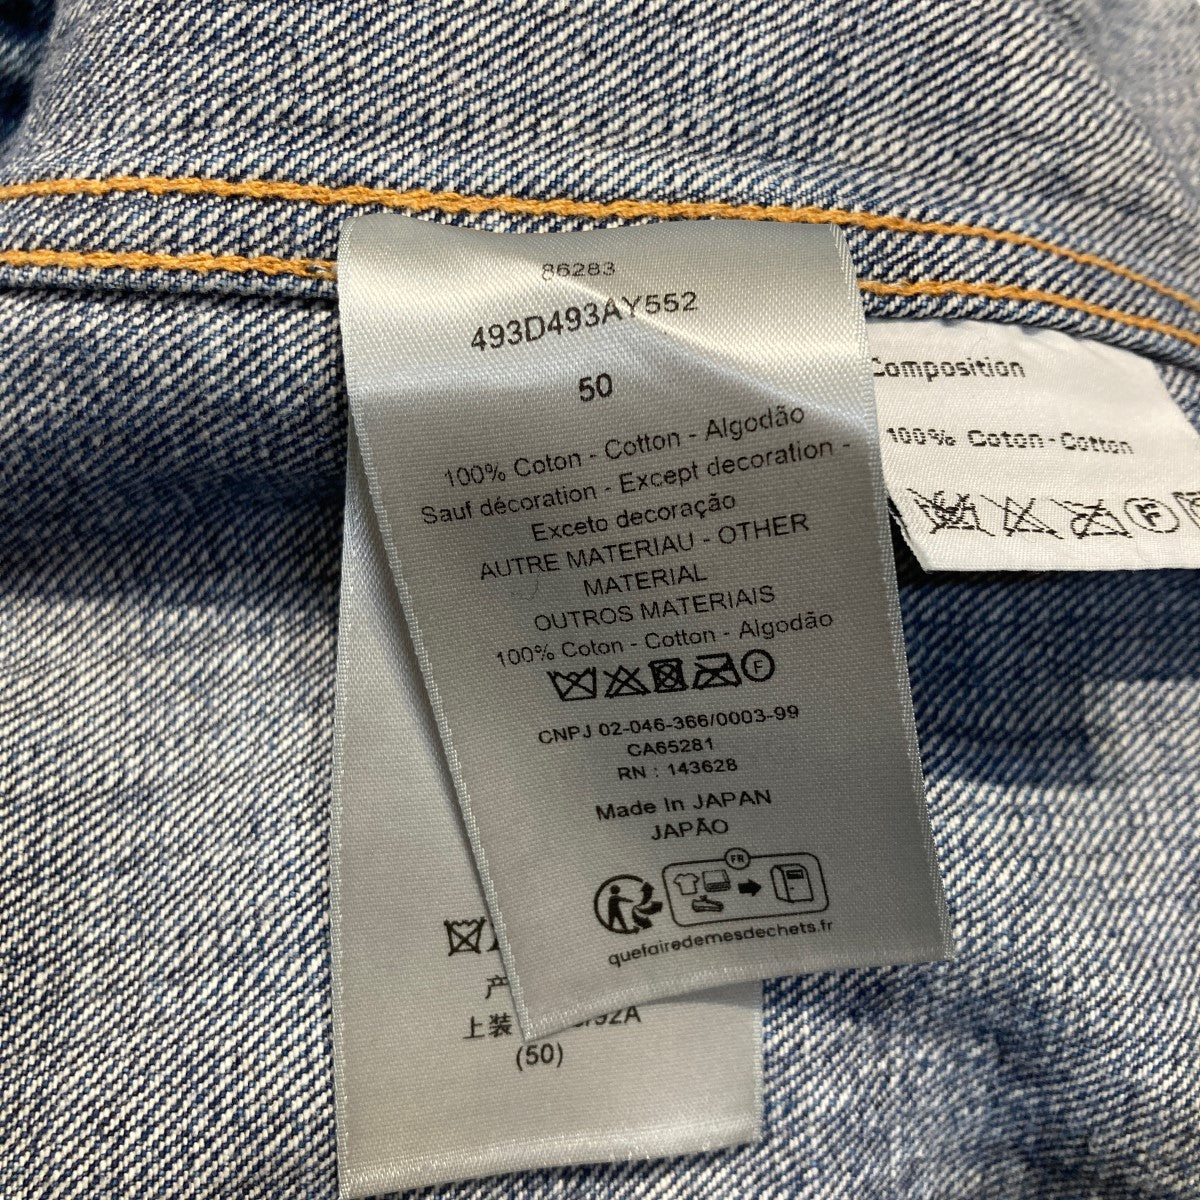 86283
493D493AY552
50
100% Coton - Cotton - Algodão
Sauf décoration - Except decoration -
Exceto decoração
AUTRE MATERIAU - OTHER
MATERIAL
OUTROS MATERIAIS
100% Coton - Cotton - Algodão
F
CNPJ 02-046-366/0003-99
CA65281
RN : 143628
Made In JAPAN
JAPÃO
FR
quefairedemesdechets.fr
Composition
100% Coton - Cotton
F
产
上装 /92A
(50)